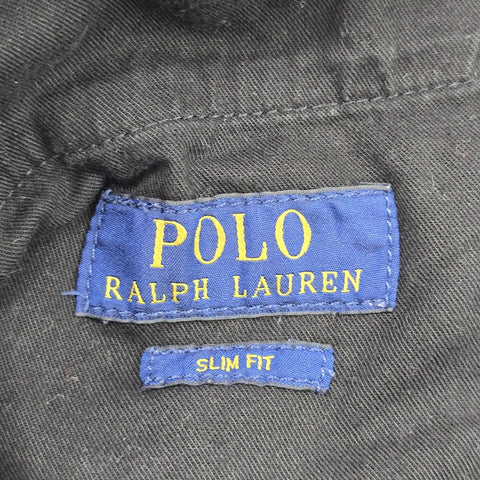 POLO
RALPH LAUREN
SLIM FIT